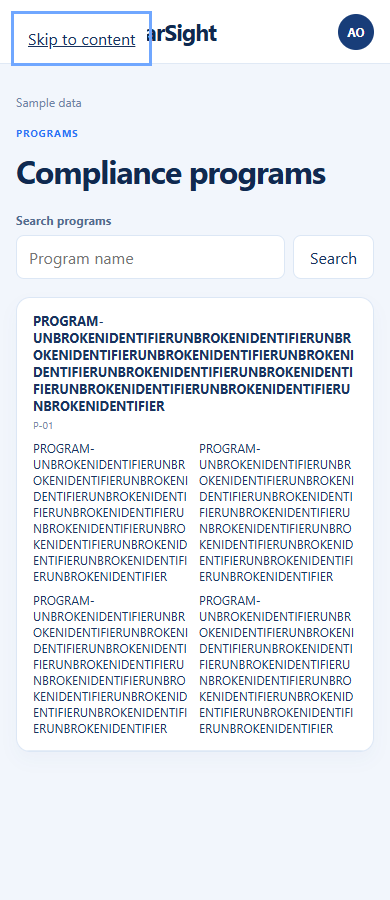 Skip to content
arSight
AO
Sample data
PROGRAMS
Compliance programs
Search programs
Program name
Search
PROGRAM-
UNBROKENIDENTIFIERUNBROKENIDENTIFIERUNBR
OKENIDENTIFIERUNBROKENIDENTIFIERUNBROKENI
DENTIFIERUNBROKENIDENTIFIERUNBROKENIDENTI
FIERUNBROKENIDENTIFIERUNBROKENIDENTIFIERU
NBROKENIDENTIFIER
P-01
PROGRAM-
UNBROKENIDENTIFIERUNBR
OKENIDENTIFIERUNBROKENI
DENTIFIERUNBROKENIDENTI
FIERUNBROKENIDENTIFIERU
NBROKENIDENTIFIERUNBRO
KENIDENTIFIERUNBROKENID
ENTIFIERUNBROKENIDENTIFI
ERUNBROKENIDENTIFIER
PROGRAM-
UNBROKENIDENTIFIERUNBR
OKENIDENTIFIERUNBROKENI
DENTIFIERUNBROKENIDENTI
FIERUNBROKENIDENTIFIERU
NBROKENIDENTIFIERUNBRO
KENIDENTIFIERUNBROKENID
ENTIFIERUNBROKENIDENTIFI
ERUNBROKENIDENTIFIER
PROGRAM-
UNBROKENIDENTIFIERUNBR
OKENIDENTIFIERUNBROKENI
DENTIFIERUNBROKENIDENTI
FIERUNBROKENIDENTIFIERU
NBROKENIDENTIFIERUNBRO
KENIDENTIFIERUNBROKENID
ENTIFIERUNBROKENIDENTIFI
ERUNBROKENIDENTIFIER
PROGRAM-
UNBROKENIDENTIFIERUNBR
OKENIDENTIFIERUNBROKENI
DENTIFIERUNBROKENIDENTI
FIERUNBROKENIDENTIFIERU
NBROKENIDENTIFIERUNBRO
KENIDENTIFIERUNBROKENID
ENTIFIERUNBROKENIDENTIFI
ERUNBROKENIDENTIFIER